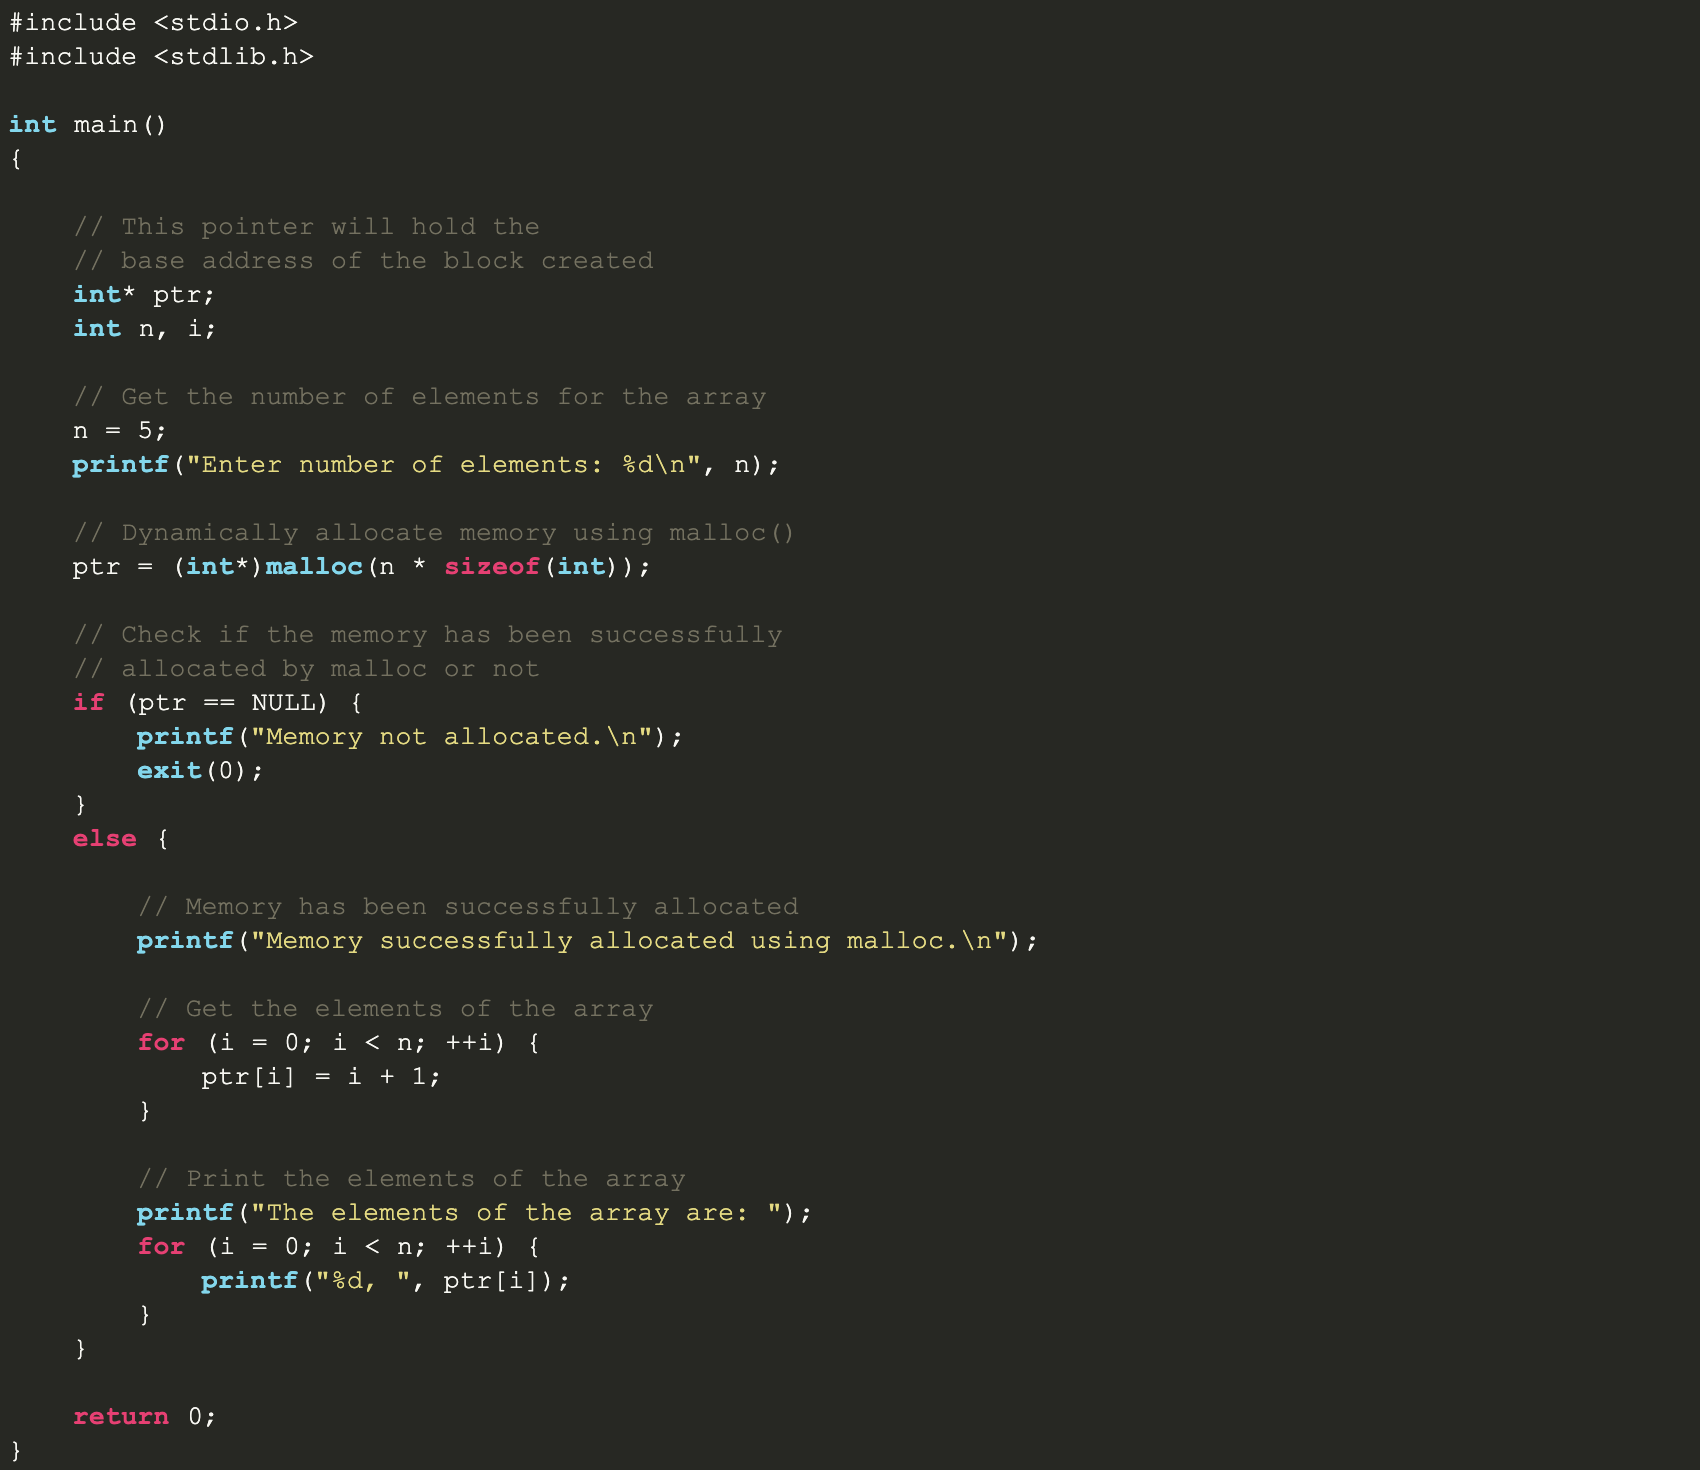 #include <stdio.h>
#include <stdlib.h>
int main()
{
// This pointer will hold the
// base address of the block created
int* ptr;
int n, i;
// Get the number of elements for the array
n = 5;
printf("Enter number of elements: %d\n", n);
// Dynamically allocate memory using malloc()
ptr = (int*)malloc(n * sizeof(int));
// Check if the memory has been successfully
// allocated by malloc or not
if (ptr == NULL) {
printf("Memory not allocated.\n");
exit(0);
}
else {
// Memory has been successfully allocated
printf("Memory successfully allocated using malloc.\n");
// Get the elements of the array
for (i = 0; i < n; ++i) {
ptr[i] = i + 1;
}
// Print the elements of the array
printf("The elements of the array are: ");
for (i = 0; i < n; ++i) {
printf("%d, ", ptr[i]);
}
}
return 0;
}